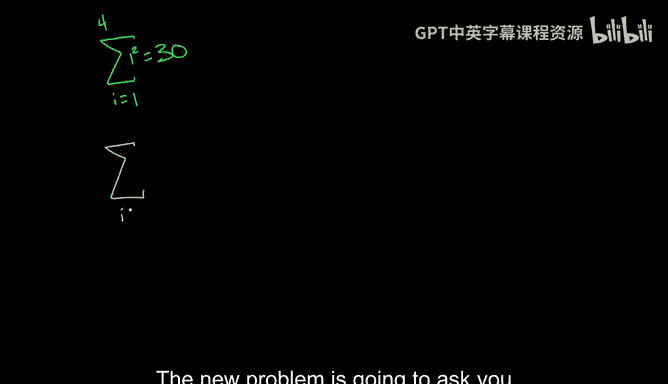 GPT中英字幕课程资源 bilibili
4
∑ i² = 30
i = 1
∑
i
The new problem is going to ask you